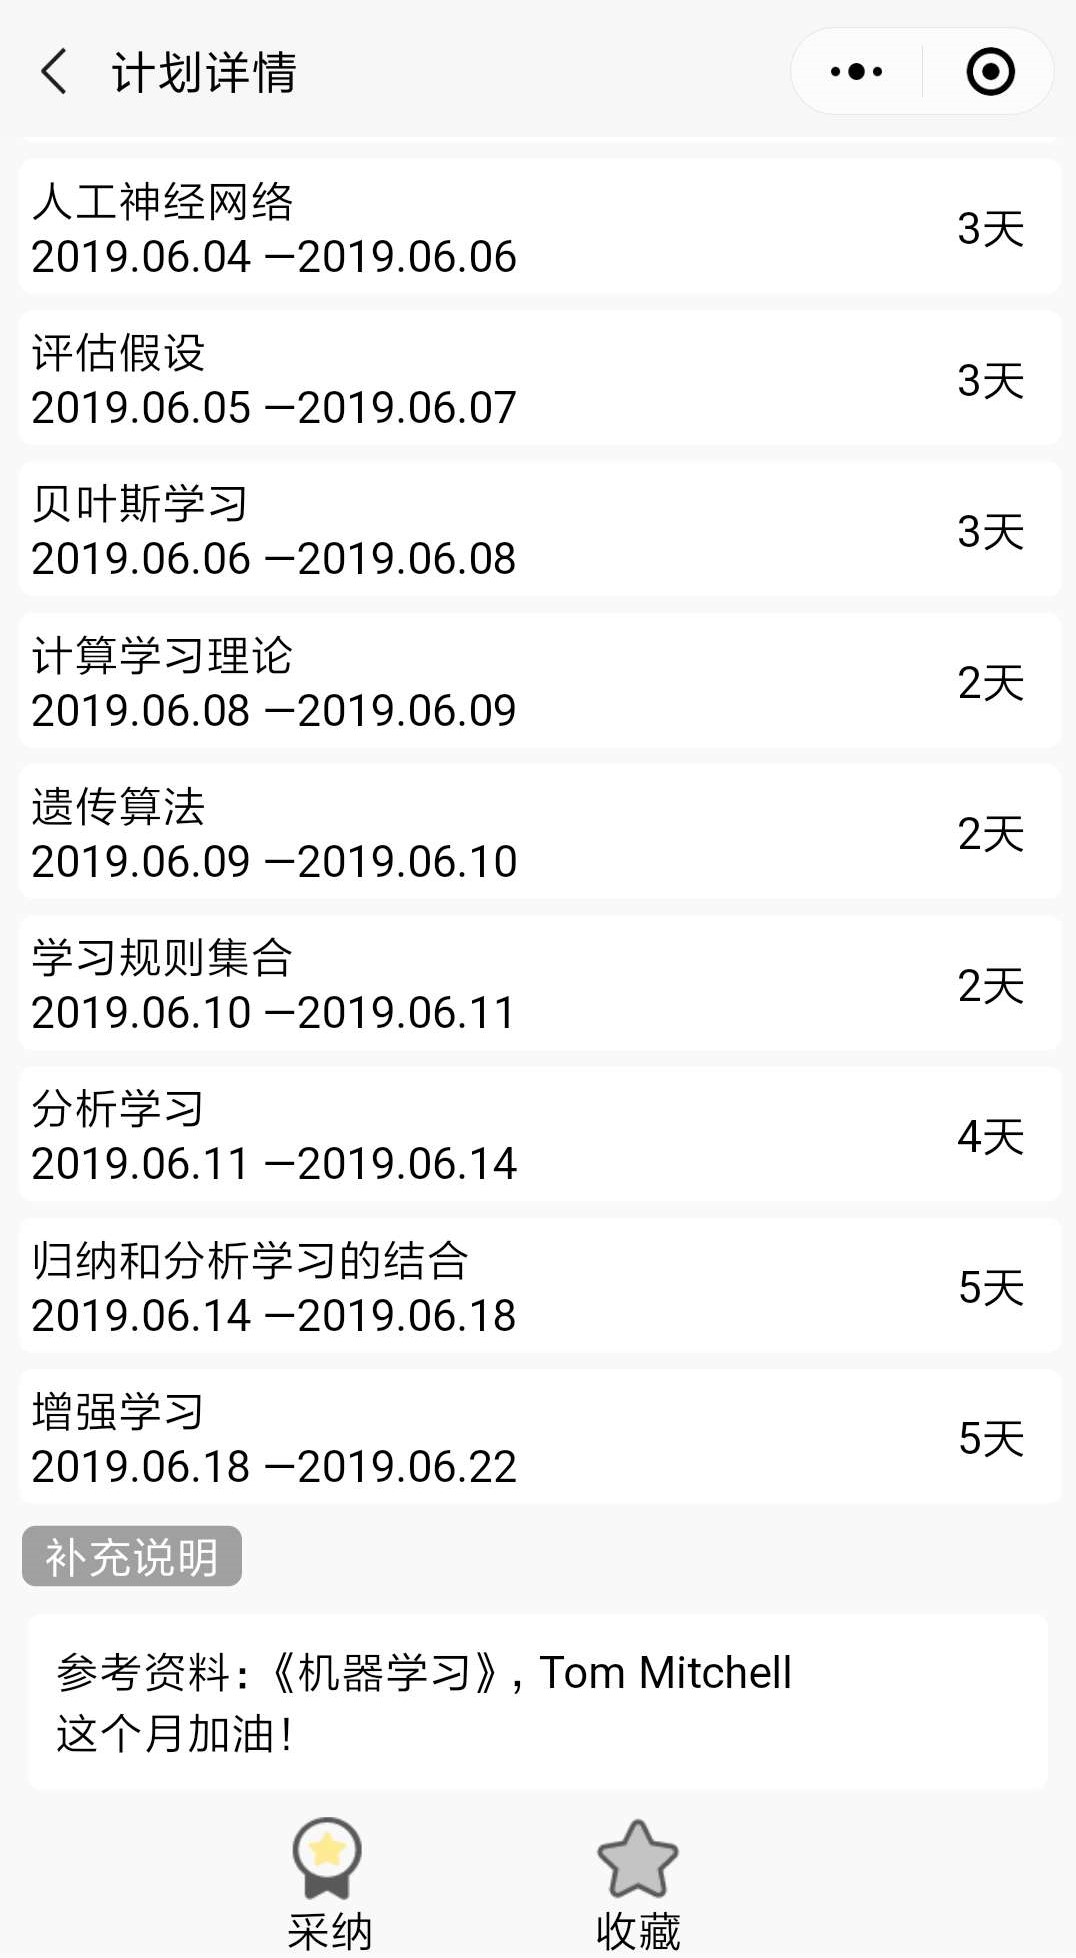 计划详情
人工神经网络
2019.06.04 —2019.06.06
3天
评估假设
2019.06.05 —2019.06.07
3天
贝叶斯学习
2019.06.06 —2019.06.08
3天
计算学习理论
2019.06.08 —2019.06.09
2天
遗传算法
2019.06.09 —2019.06.10
2天
学习规则集合
2019.06.10 —2019.06.11
2天
分析学习
2019.06.11 —2019.06.14
4天
归纳和分析学习的结合
2019.06.14 —2019.06.18
5天
增强学习
2019.06.18 —2019.06.22
5天
补充说明
参考资料：《机器学习》, Tom Mitchell
这个月加油！
采纳
收藏